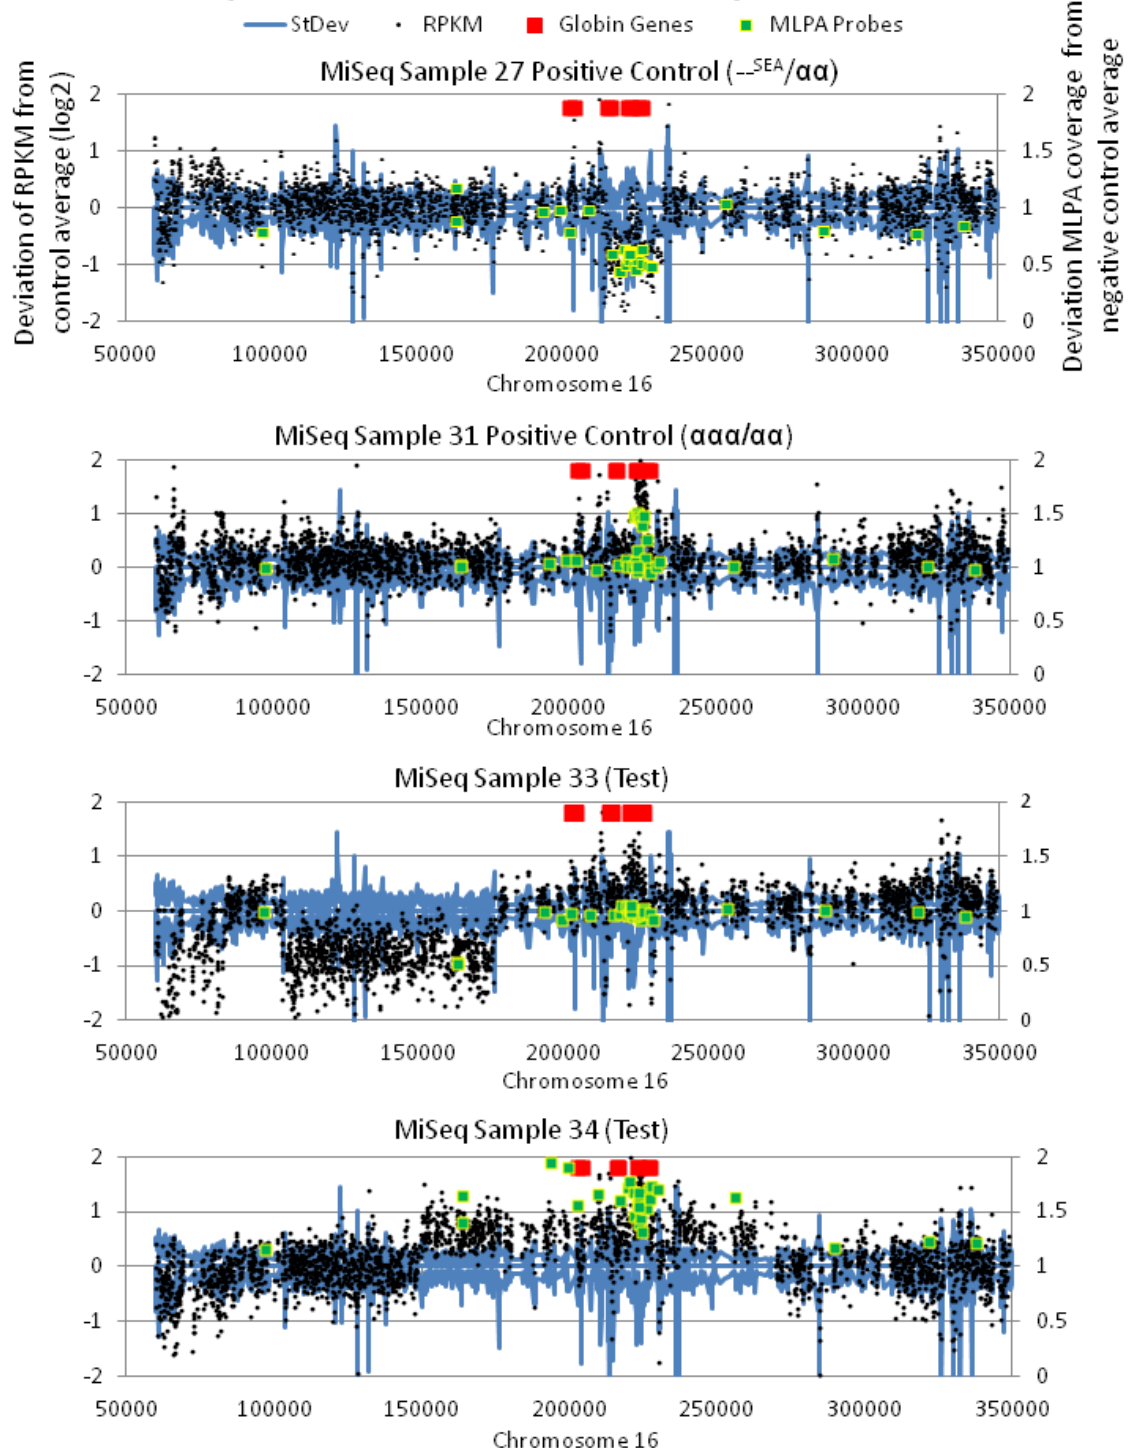 StDev RPKM Globin Genes MLPA Probes
MiSeq Sample 27 Positive Control (--SEA/αα)
Deviation of RPKM from
control average (log2)
Deviation MLPA coverage from
negative control average
2 2
1 1.5
0 1
-1 0.5
-2 0
50000 100000 150000 200000 250000 300000 350000
Chromosome 16
MiSeq Sample 31 Positive Control (ααα/αα)
2 2
1 1.5
0 1
-1 0.5
-2 0
50000 100000 150000 200000 250000 300000 350000
Chromosome 16
MiSeq Sample 33 (Test)
2 2
1 1.5
0 1
-1 0.5
-2 0
50000 100000 150000 200000 250000 300000 350000
Chromosome 16
MiSeq Sample 34 (Test)
2 2
1 1.5
0 1
-1 0.5
-2 0
50000 100000 150000 200000 250000 300000 350000
Chromosome 16